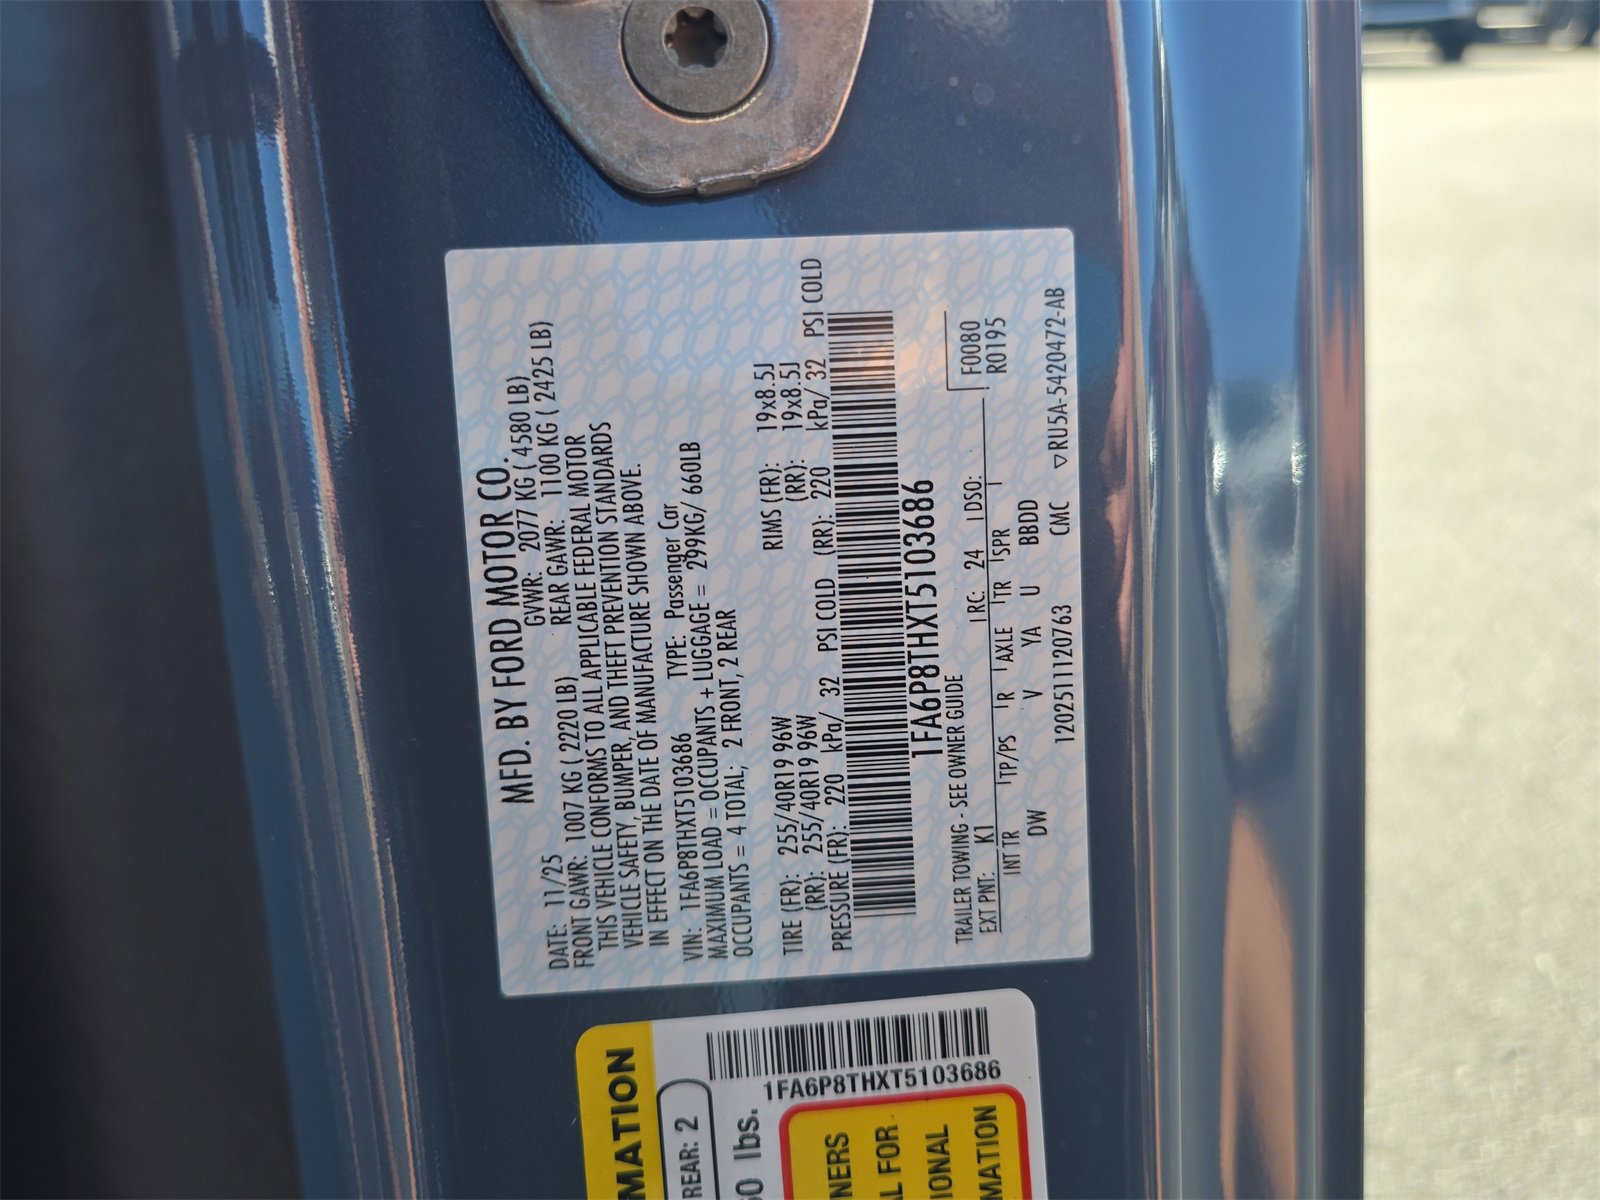 MFD. BY FORD MOTOR CO.
DATE: 11/25 GVWR: 2077 KG ( 4580 LB)
FRONT GAWR: 1007 KG ( 2220 LB) REAR GAWR: 1100 KG ( 2425 LB)
THIS VEHICLE CONFORMS TO ALL APPLICABLE FEDERAL MOTOR
VEHICLE SAFETY, BUMPER, AND THEFT PREVENTION STANDARDS
IN EFFECT ON THE DATE OF MANUFACTURE SHOWN ABOVE.
VIN: 1FA6P8THXT5103686 TYPE: Passenger Car
MAXIMUM LOAD = OCCUPANTS + LUGGAGE = 299KG/ 660LB
OCCUPANTS = 4 TOTAL; 2 FRONT, 2 REAR
TIRE (FR): 255/40R19 96W RIMS (FR): 19x8.5J
(RR): 255/40R19 96W (RR): 19x8.5J
PRESSURE (FR): 220 kPa/ 32 PSI COLD (RR): 220 kPa/ 32 PSI COLD
1FA6P8THXT5103686
TRAILER TOWING - SEE OWNER GUIDE
F0080
EXT PNT: K1 RC: 24 DSO: R0195
INT TR TP/PS R AXLE TR SPR
DW V YA U BBDD
120251120763 CMC ▽RU5A-5420472-AB
MATION
REAR: 2
lbs.
1FA6P8THXT5103686
NERS
L FOR
IONAL
MATION